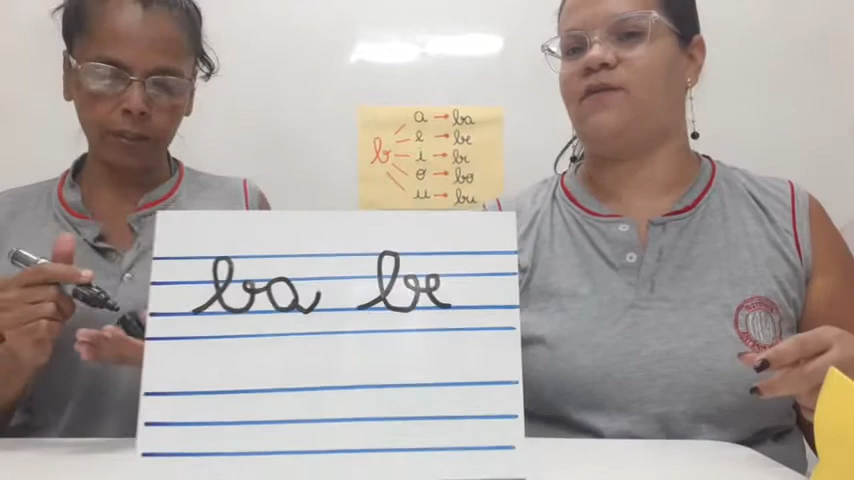 a → ba
e → be
b i → bi
o → bo
u → bu
ba be